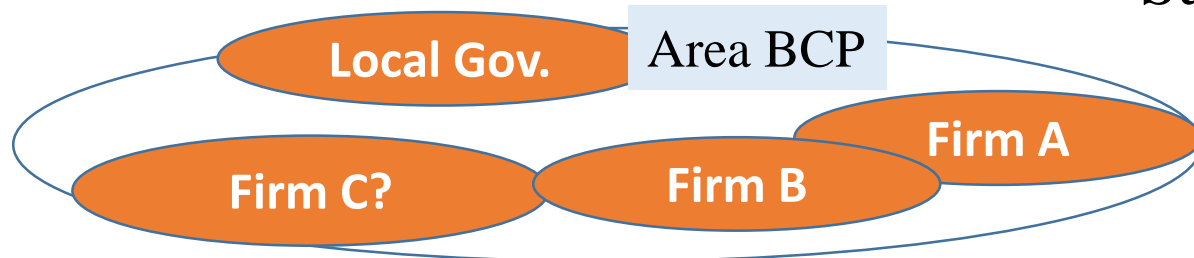 Local Gov.
Area BCP
Firm A
Firm C?
Firm B